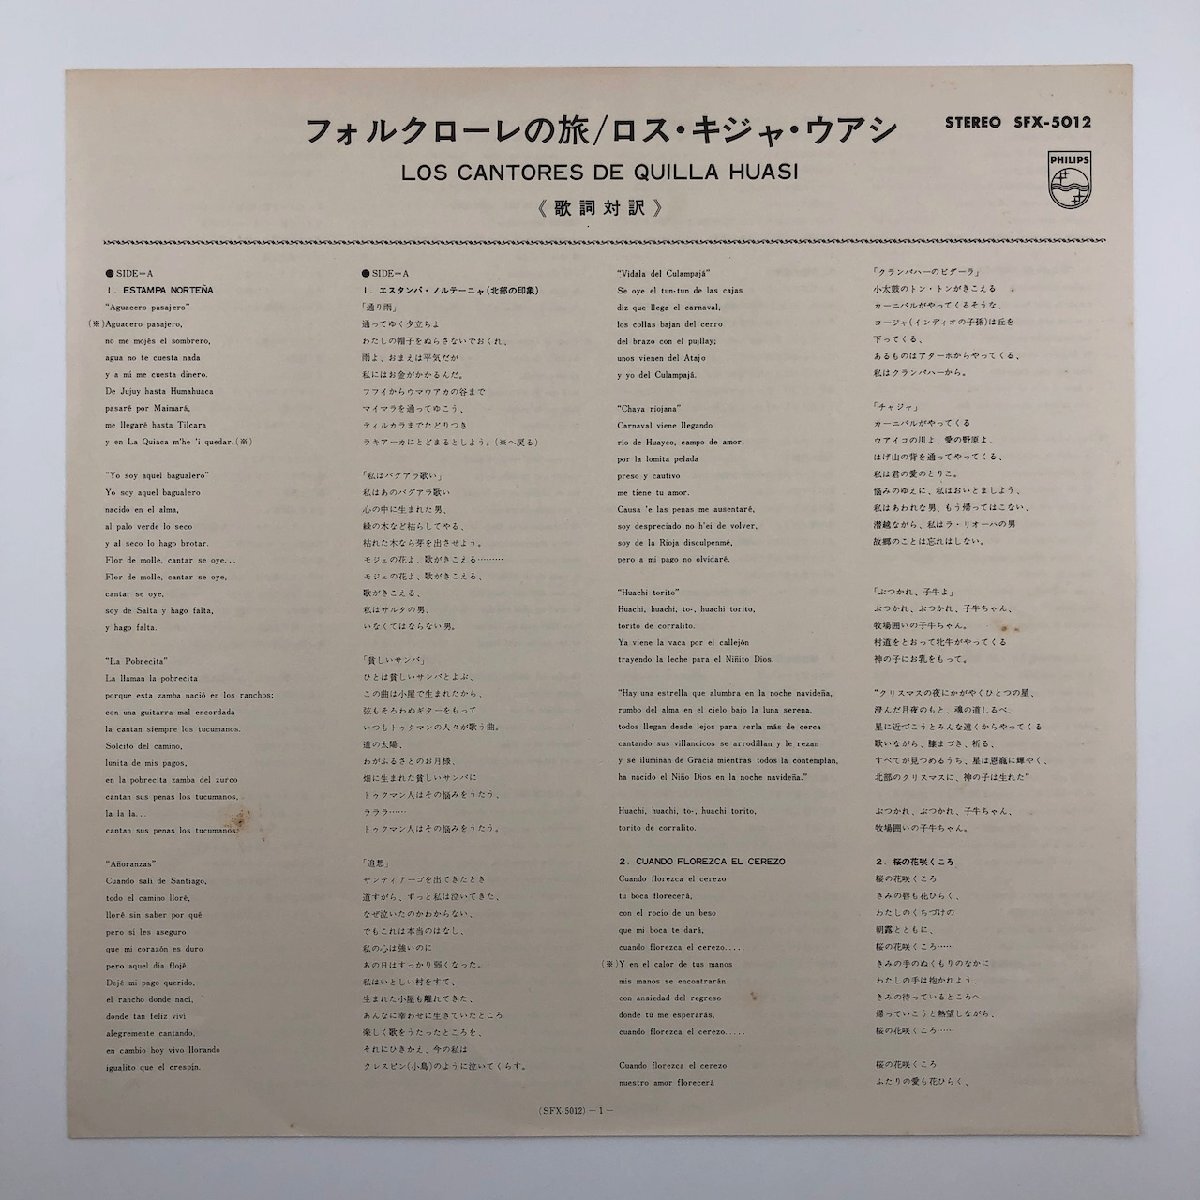 フォルクローレの旅/ロス・キジャ・ウアシ
STEREO SFX-5012
LOS CANTORES DE QUILLA HUASI
PHILIPS
《歌詞対訳》
●SIDE=A
1. ESTAMPA NORTEÑA
"Aguacero pasajero"
(※)Aguacero pasajero,
no me mojés el sombrero,
agua no te cuesta nada
y a mí me cuesta dinero.
De Jujuy hasta Humahuaca
pasaré por Maimará,
me llegaré hasta Tilcara
y en La Quiaca m'he 'i quedar.(※)
"Yo soy aquel bagualero"
Yo soy aquel bagualero
nacido en el alma,
al palo verde lo seco
y al seco lo hago brotar.
Flor de molle, cantar se oye...
Flor de molle, cantar se oye,
cantar se oye,
soy de Salta y hago falta,
y hago falta.
"La Pobrecita"
La llaman la pobrecita
porque esta zamba nació en los ranchos;
con una guitarra mal encordada
la cantan siempre los tucumanos.
Solcito del camino,
lunita de mis pagos,
en la pobrecita zamba del surco
cantan sus penas los tucumanos,
la la la...
cantan sus penas los tucumanos.
"Añoranzas"
Cuando salí de Santiago,
todo el camino lloré,
lloré sin saber por qué
pero sí les aseguro
que mi corazón es duro
pero aquel día flojé
Dejé mi pago querido,
el rancho donde nací,
donde tan feliz viví
alegremente cantando,
en cambio hoy vivo llorando
igualito que el crespín.
●SIDE=A
1. エスタンパ・ノルテーニャ(北部の印象)
「通り雨」
通ってゆく夕立ちよ
わたしの帽子をぬらさないでおくれ、
雨よ、おまえは平気だが
私にはお金がかかるんだ。
フフイからウマウアカの谷まで
マイマラを通ってゆこう、
ティルカラまでたどりつき
ラキアーカにとどまるとしよう。(※へ戻る)
「私はバグアラ歌い」
私はあのバグアラ歌い
心の中に生まれた男、
緑の木など枯らしてやる、
枯れた木なら芽を出させよう。
モジェの花よ、歌がきこえる………
モジェの花よ、歌がきこえる、
歌がきこえる、
私はサルタの男、
いなくてはならない男。
「貧しいサンバ」
ひとは貧しいサンバとよぶ、
この曲は小屋で生まれたから、
弦もそろわぬギターをもって
いつもトゥクマンの人々が歌う曲。
道の太陽、
わがふるさとのお月様、
畑に生まれた貧しいサンバに
トゥクマン人はその悩みをうたう、
ラララ……
トゥクマン人はその悩みをうたう。
「追想」
サンティアーゴを出てきたとき
道すがら、ずっと私は泣いてきた、
なぜ泣いたのかわからない、
でもこれは本当のはなし、
私の心は強いのに
あの日はすっかり弱くなった。
私はいとしい村をすて、
生まれた小屋も離れてきた、
あんなに幸わせに生きていたところ
楽しく歌をうたったところを、
それにひきかえ、今の私は
クレスピン(小鳥)のように泣いてくらす。
"Vidala del Culampajá"
Se oye el tun-tun de las cajas
diz que llega el carnaval,
los collas bajan del cerro
del brazo con el pujllay;
unos vienen del Atajo
y yo del Culampajá.
"Chaya riojana"
Carnaval viene llegando
río de Huayco, campo de amor
por la lomita pelada
preso y cautivo
me tiene tu amor.
Causa 'e las penas me ausentaré,
soy despreciado no h'ei de volver,
soy de la Rioja disculpenme,
pero a mi pago no olvidaré.
"Huachi torito"
Huachi, huachi, to-, huachi torito,
torito de corralito.
Ya viene la vaca por el callejón
trayendo la leche para el Niñito Dios.
"Hay una estrella que alumbra en la noche navideña,
rumbo del alma en el cielo bajo la luna serena.
todos llegan desde lejos para verla más de cerca
cantando sus villancicos se arrodillan y le rezan
y se iluminan de Gracia mientras todos la contemplan,
ha nacido el Niño Dios en la noche navideña."
Huachi, huachi, to-, huachi torito,
torito de corralito.
2. CUANDO FLOREZCA EL CEREZO
Cuando florezca el cerezo
tu boca florecerá,
con el rocío de un beso
que mi boca te dará,
cuando florezca el cerezo....
(※)Y en el calor de tus manos
mis manos se encontrarán
con ansiedad del regreso
donde tú me esperarás,
cuando florezca el cerezo.....
Cuando florezca el cerezo
nuestro amor florecerá
「クランパハーのビダーラ」
小太鼓のトン・トンがきこえる
カーニバルがやってくるそうな、
コージャ(インディオの子孫)は丘を
下ってくる、
あるものはアターホからやってくる、
私はクランパハーから。
「チャジャ」
カーニバルがやってくる
ウアイコの川よ、愛の野原よ、
はげ山の背を通ってやってくる、
私は君の愛のとりこ。
悩みのゆえに、私はおいとましよう、
私はあわれな男、もう帰ってはこない、
潜越ながら、私はラ・リオーハの男
故郷のことは忘れはしない。
「ぶつかれ、子牛よ」
ぶつかれ、ぶつかれ、子牛ちゃん、
牧場囲いの子牛ちゃん。
村道をとおって牝牛がやってくる
神の子にお乳をもって。
"クリスマスの夜にかがやくひとつの星、
澄んだ月夜のもと、魂の道しるべ、
星に近づこうとみんな遠くからやってくる
歌いながら、膝まづき、祈る、
すべてが見つめるうち、星は恩寵に輝やく、
北部のクリスマスに、神の子は生れた"
ぶつかれ、ぶつかれ、子牛ちゃん、
牧場囲いの子牛ちゃん。
2. 桜の花咲くころ
桜の花咲くころ
きみの唇も花ひらく、
わたしのくちづけの
朝露とともに、
桜の花咲くころ……
きみの手のぬくもりのなかに
わたしの手は抱かれよう
きみの待っているところへ
帰っていこうと熱望しながら、
桜の花咲くころ……
桜の花咲くころ
ふたりの愛も花ひらく、
(SFX 5012)－1－